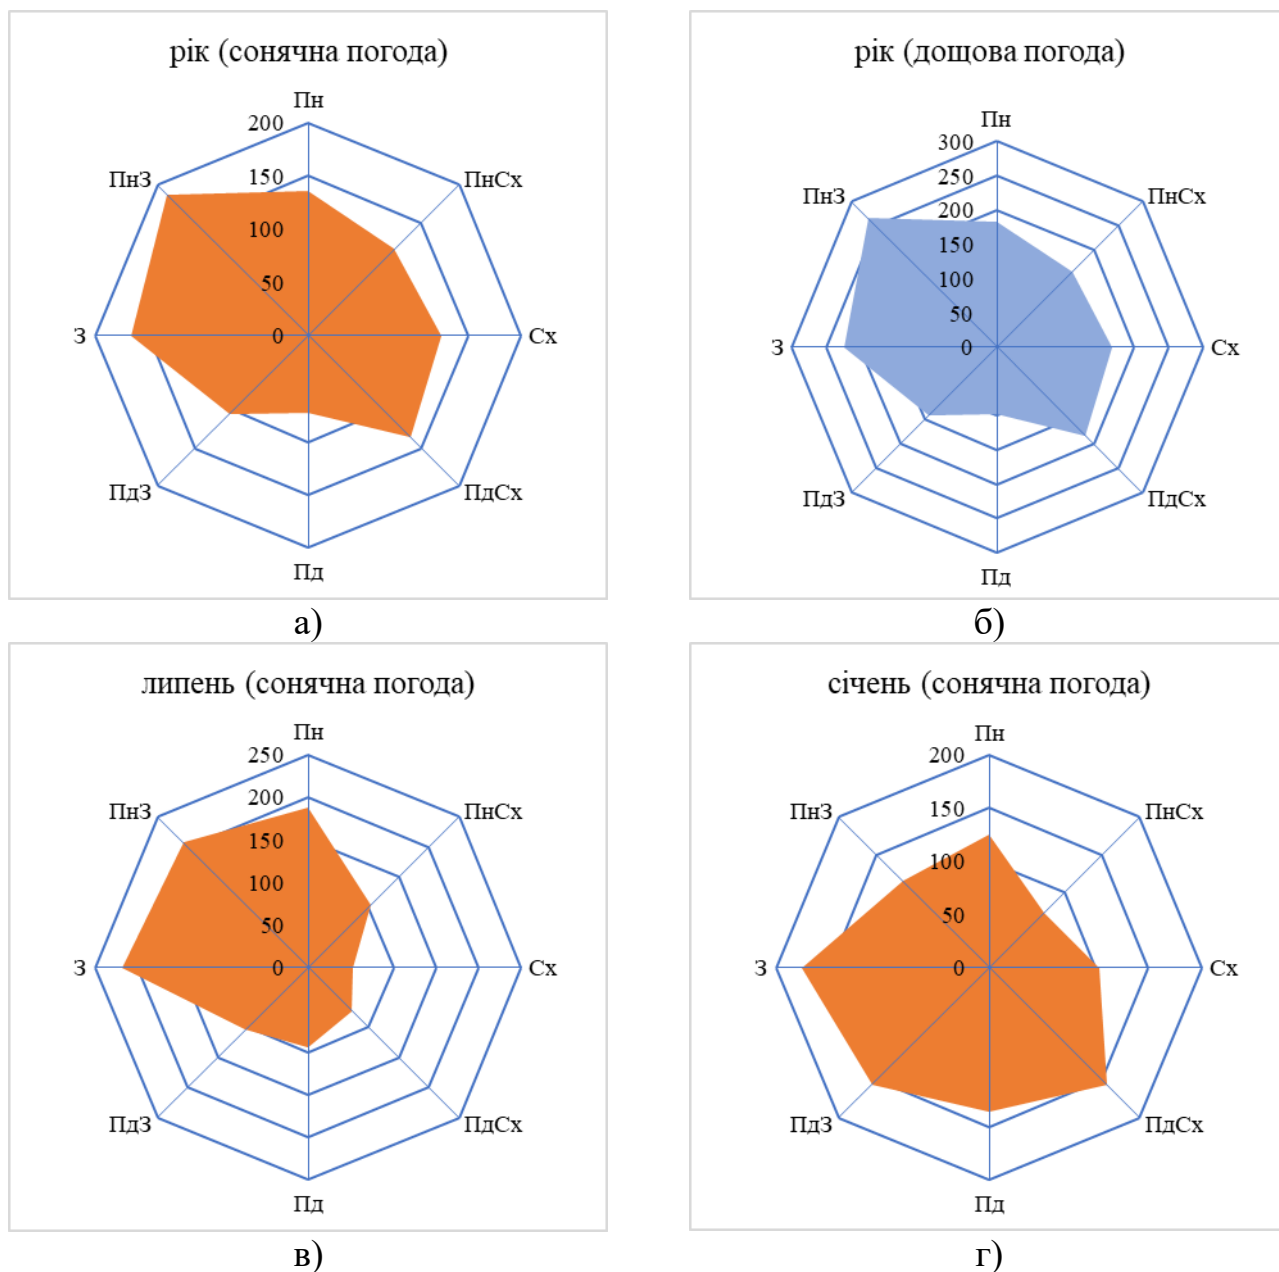 рік (сонячна погода)
Пн
200
ПнЗ
150
ПнСх
100
50
З
0
Сх
ПдЗ
ПдСх
Пд
а)
рік (дощова погода)
Пн
300
ПнЗ
250
ПнСх
200
150
100
50
З
0
Сх
ПдЗ
ПдСх
Пд
б)
липень (сонячна погода)
Пн
250
ПнЗ
200
ПнСх
150
100
50
З
0
Сх
ПдЗ
ПдСх
Пд
в)
січень (сонячна погода)
Пн
200
ПнЗ
150
ПнСх
100
50
З
0
Сх
ПдЗ
ПдСх
Пд
г)